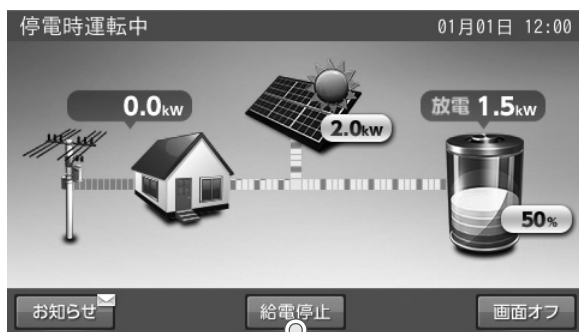 停電時運転中 01月01日 12:00
0.0kw
2.0kw
放電 1.5kw
50%
お知らせ 給電停止 画面オフ